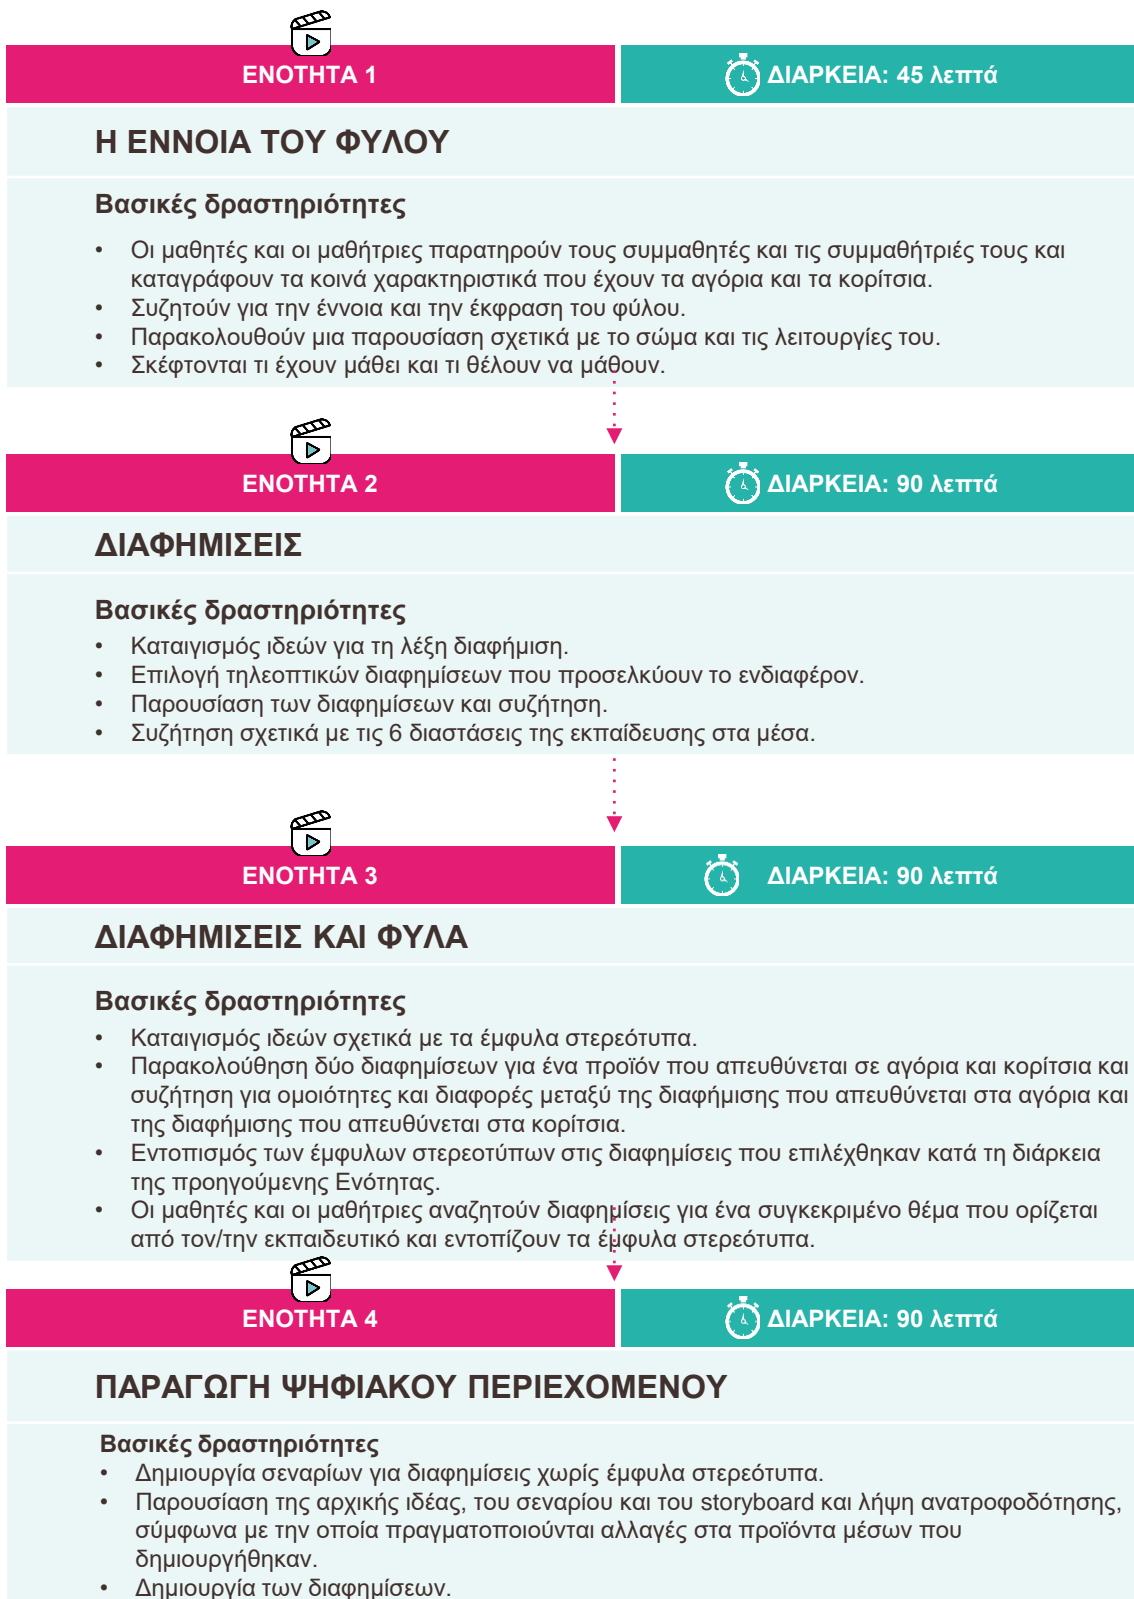 ΕΝΟΤΗΤΑ 1
ΔΙΑΡΚΕΙΑ: 45 λεπτά
Η ΕΝΝΟΙΑ ΤΟΥ ΦΥΛΟΥ
Βασικές δραστηριότητες
• Οι μαθητές και οι μαθήτριες παρατηρούν τους συμμαθητές και τις συμμαθήτριές τους και
καταγράφουν τα κοινά χαρακτηριστικά που έχουν τα αγόρια και τα κορίτσια.
• Συζητούν για την έννοια και την έκφραση του φύλου.
• Παρακολουθούν μια παρουσίαση σχετικά με το σώμα και τις λειτουργίες του.
• Σκέφτονται τι έχουν μάθει και τι θέλουν να μάθουν.
ΕΝΟΤΗΤΑ 2
ΔΙΑΡΚΕΙΑ: 90 λεπτά
ΔΙΑΦΗΜΙΣΕΙΣ
Βασικές δραστηριότητες
• Καταιγισμός ιδεών για τη λέξη διαφήμιση.
• Επιλογή τηλεοπτικών διαφημίσεων που προσελκύουν το ενδιαφέρον.
• Παρουσίαση των διαφημίσεων και συζήτηση.
• Συζήτηση σχετικά με τις 6 διαστάσεις της εκπαίδευσης στα μέσα.
ΕΝΟΤΗΤΑ 3
ΔΙΑΡΚΕΙΑ: 90 λεπτά
ΔΙΑΦΗΜΙΣΕΙΣ ΚΑΙ ΦΥΛΑ
Βασικές δραστηριότητες
• Καταιγισμός ιδεών σχετικά με τα έμφυλα στερεότυπα.
• Παρακολούθηση δύο διαφημίσεων για ένα προϊόν που απευθύνεται σε αγόρια και κορίτσια και
συζήτηση για ομοιότητες και διαφορές μεταξύ της διαφήμισης που απευθύνεται στα αγόρια και
της διαφήμισης που απευθύνεται στα κορίτσια.
• Εντοπισμός των έμφυλων στερεοτύπων στις διαφημίσεις που επιλέχθηκαν κατά τη διάρκεια
της προηγούμενης Ενότητας.
• Οι μαθητές και οι μαθήτριες αναζητούν διαφημίσεις για ένα συγκεκριμένο θέμα που ορίζεται
από τον/την εκπαιδευτικό και εντοπίζουν τα έμφυλα στερεότυπα.
ΕΝΟΤΗΤΑ 4
ΔΙΑΡΚΕΙΑ: 90 λεπτά
ΠΑΡΑΓΩΓΗ ΨΗΦΙΑΚΟΥ ΠΕΡΙΕΧΟΜΕΝΟΥ
Βασικές δραστηριότητες
• Δημιουργία σεναρίων για διαφημίσεις χωρίς έμφυλα στερεότυπα.
• Παρουσίαση της αρχικής ιδέας, του σεναρίου και του storyboard και λήψη ανατροφοδότησης,
σύμφωνα με την οποία πραγματοποιούνται αλλαγές στα προϊόντα μέσων που
δημιουργήθηκαν.
• Δημιουργία των διαφημίσεων.